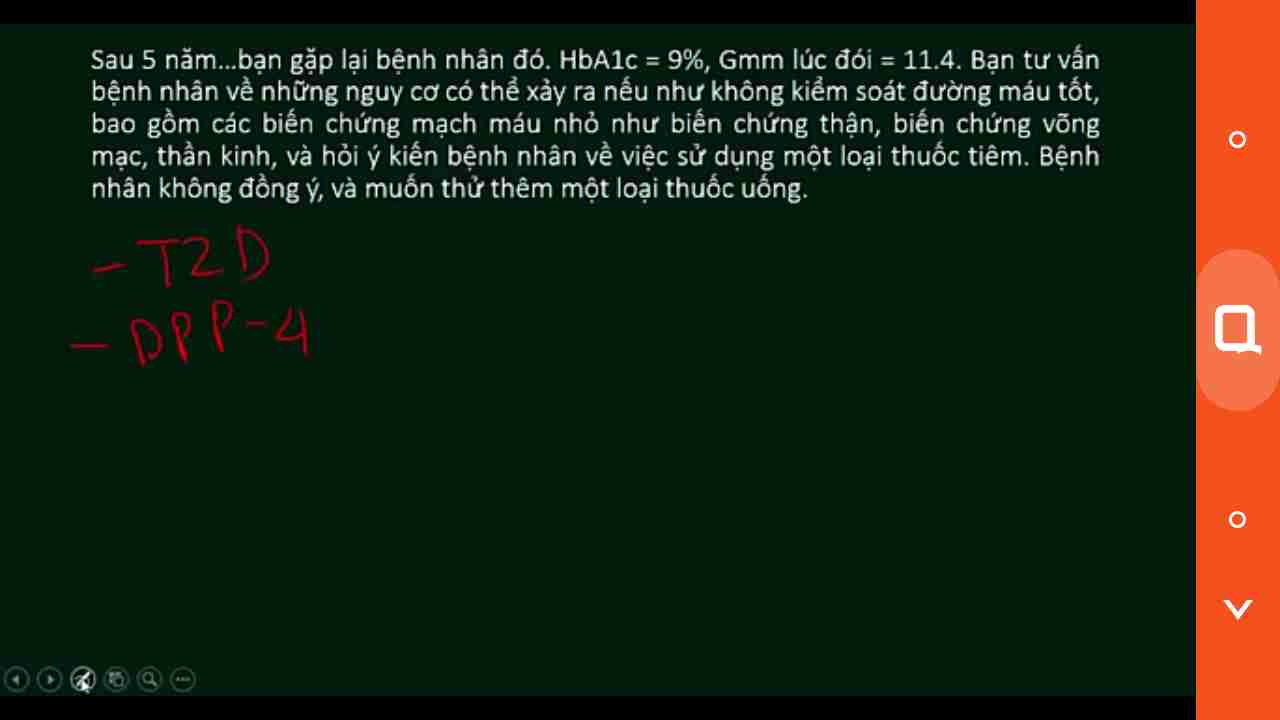 Sau 5 năm...bạn gặp lại bệnh nhân đó. HbA1c = 9%, Gmm lúc đói = 11.4. Bạn tư vấn
bệnh nhân về những nguy cơ có thể xảy ra nếu như không kiểm soát đường máu tốt,
bao gồm các biến chứng mạch máu nhỏ như biến chứng thận, biến chứng võng
mạc, thần kinh, và hỏi ý kiến bệnh nhân về việc sử dụng một loại thuốc tiêm. Bệnh
nhân không đồng ý, và muốn thử thêm một loại thuốc uống.
- T2D
- DPP-4